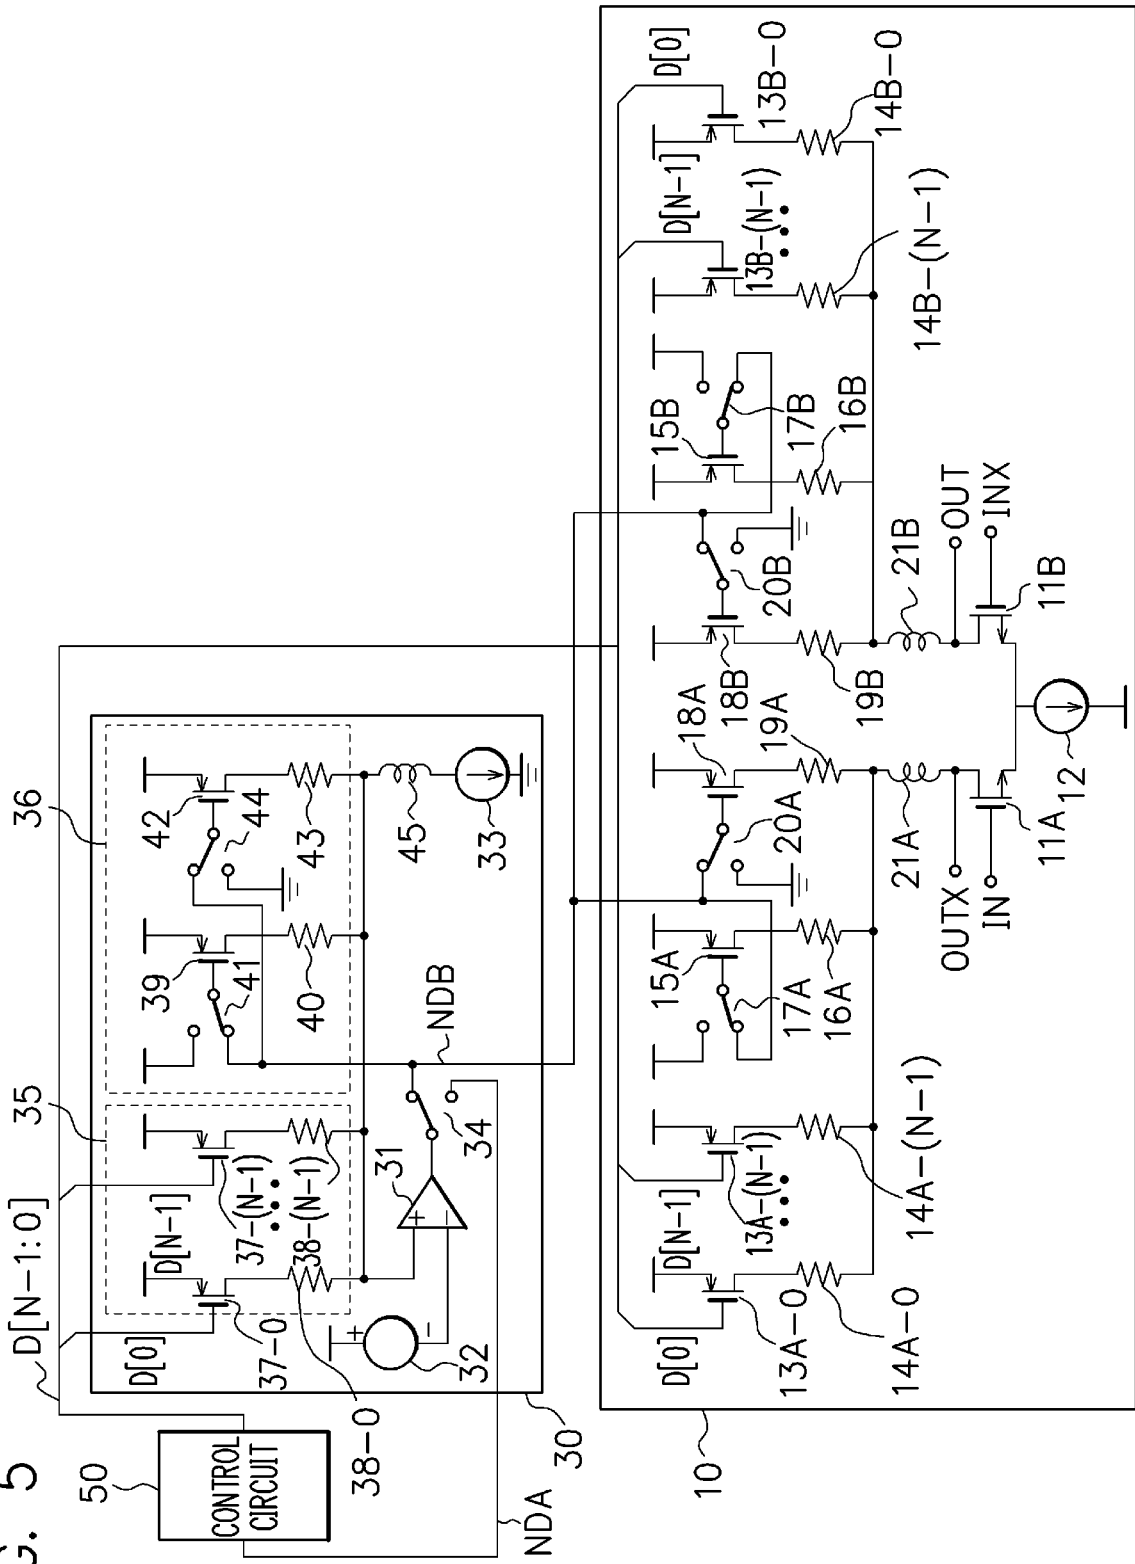 G. 5
50
CONTROL
CIRCUIT
D[N-1:0]
NDA
30
35
36
D[0]
D[N-1]
37-0
37-(N-1)
38-0
38-(N-1)
39
40
41
42
43
44
45
31
32
33
34
+
−
+
−
NDB
10
D[0]
D[N-1]
13A-0
13A-(N-1)
14A-0
14A-(N-1)
15A
16A
17A
18A
19A
20A
21A
OUTX
IN
11A
12
11B
INX
OUT
21B
18B
19B
20B
15B
16B
17B
D[N-1]
D[0]
13B-(N-1)
13B-0
14B-(N-1)
14B-0